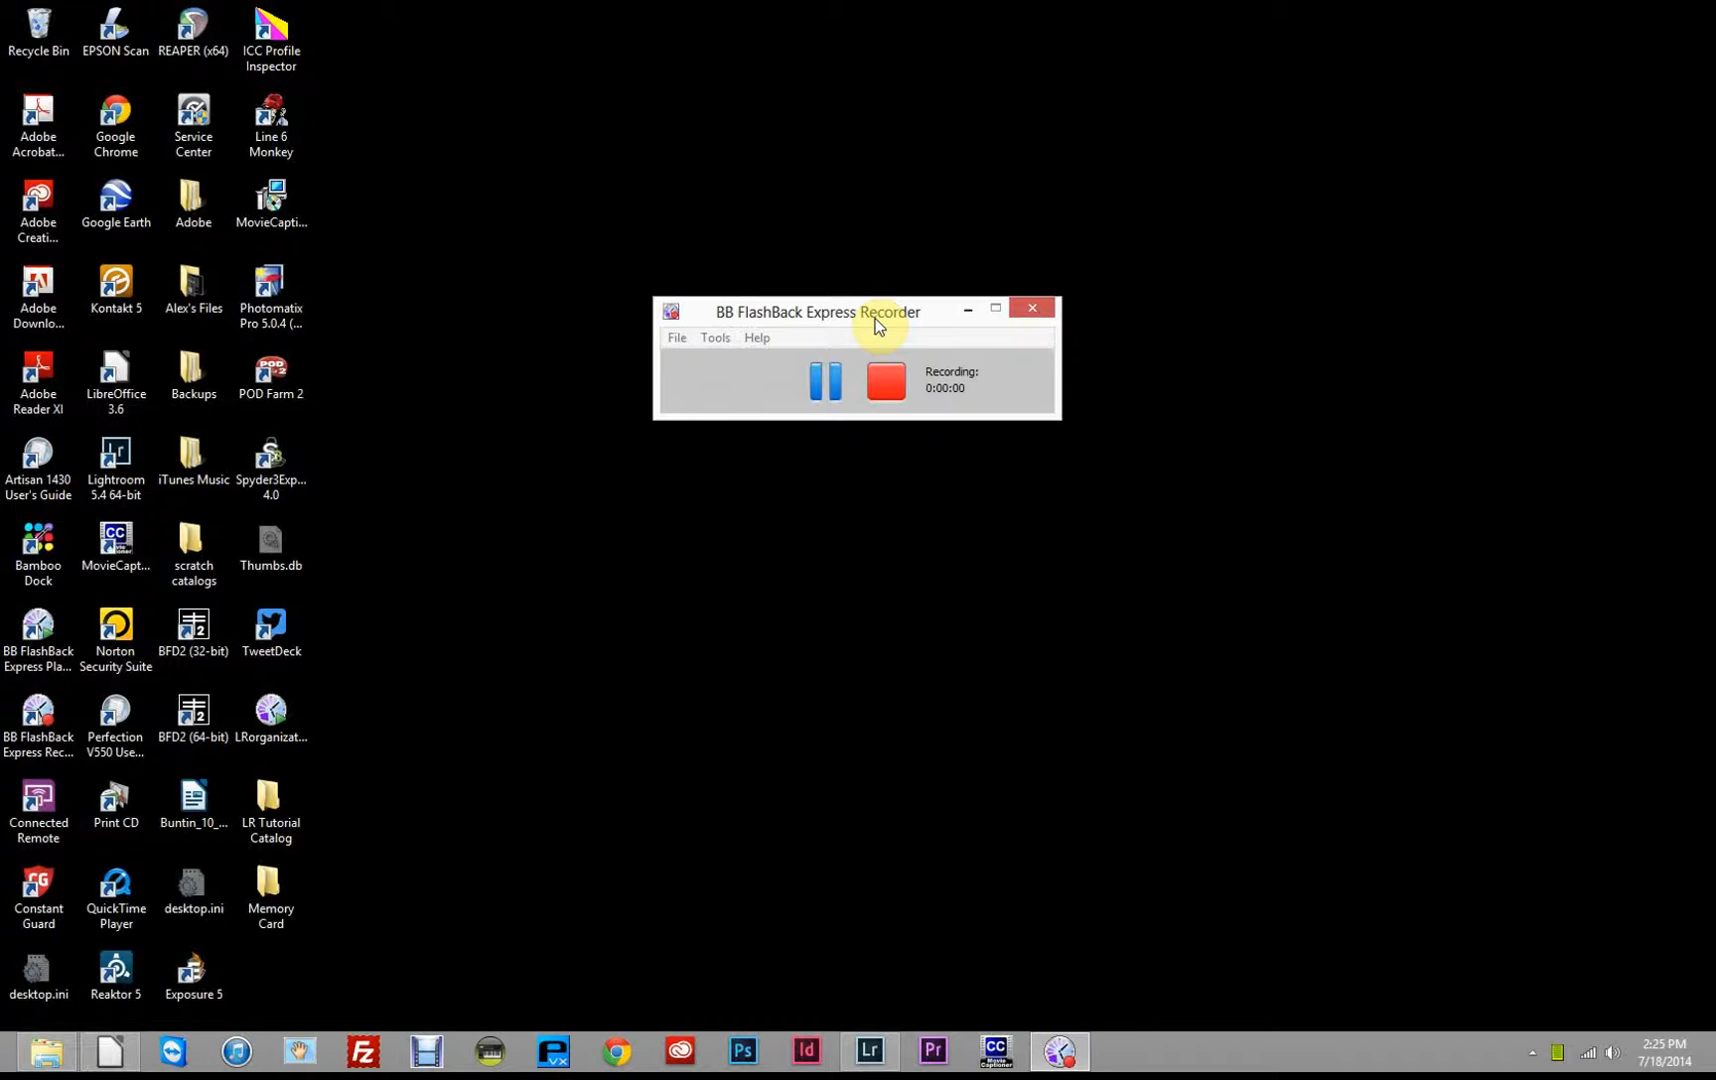 Recycle Bin
EPSON Scan
REAPER (x64)
ICC Profile
Inspector
Adobe
Acrobat...
Google
Chrome
Service
Center
Line 6
Monkey
Adobe
Creati...
Google Earth
Adobe
MovieCapti...
Adobe
Downlo...
Kontakt 5
Alex's Files
Photomatix
Pro 5.0.4 (...
Adobe
Reader XI
LibreOffice
3.6
Backups
POD Farm 2
Artisan 1430
User's Guide
Lightroom
5.4 64-bit
iTunes Music
Spyder3Exp...
4.0
Bamboo
Dock
MovieCapt...
scratch
catalogs
Thumbs.db
BB FlashBack
Express Pla...
Norton
Security Suite
BFD2 (32-bit)
TweetDeck
BB FlashBack
Express Rec...
Perfection
V550 Use...
BFD2 (64-bit)
LRorganizat...
Connected
Remote
Print CD
Buntin_10_...
LR Tutorial
Catalog
Constant
Guard
QuickTime
Player
desktop.ini
Memory
Card
desktop.ini
Reaktor 5
Exposure 5
BB FlashBack Express Recorder
File Tools Help
Recording:
0:00:00
2:25 PM
7/18/2014